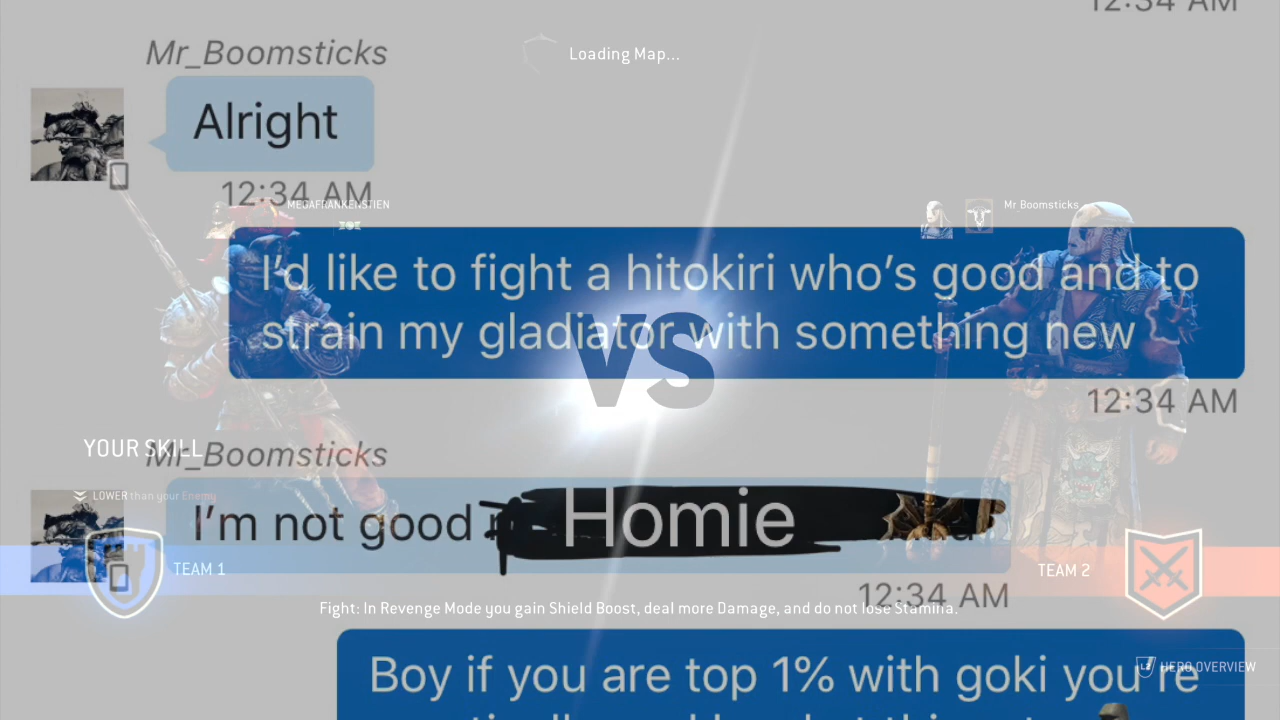 12:34 AM
Mr_Boomsticks
Loading Map...
Alright
12:34 AM
MEGAFRANKENSTIEN
Mr Boomsticks
I'd like to fight a hitokiri who's good and to
strain my gladiator with something new
VS
12:34 AM
YOUR SKILL
Mr_Boomsticks
LOWER than your Enemy
I'm not good
Homie
TEAM 1
TEAM 2
12:34 AM
Fight: In Revenge Mode you gain Shield Boost, deal more Damage, and do not lose Stamina.
Boy if you are top 1% with goki you're
HERO OVERVIEW